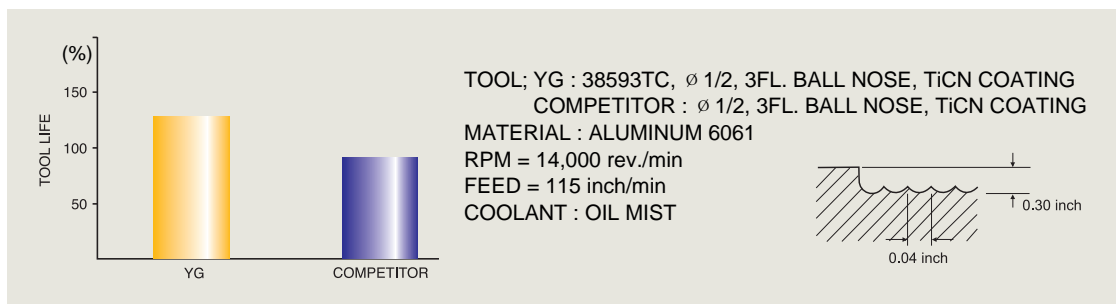 (%)
150
100
50
TOOL LIFE
YG
COMPETITOR
TOOL; YG : 38593TC, ø 1/2, 3FL. BALL NOSE, TiCN COATING
COMPETITOR : ø 1/2, 3FL. BALL NOSE, TiCN COATING
MATERIAL : ALUMINUM 6061
RPM = 14,000 rev./min
FEED = 115 inch/min
COOLANT : OIL MIST
0.30 inch
0.04 inch